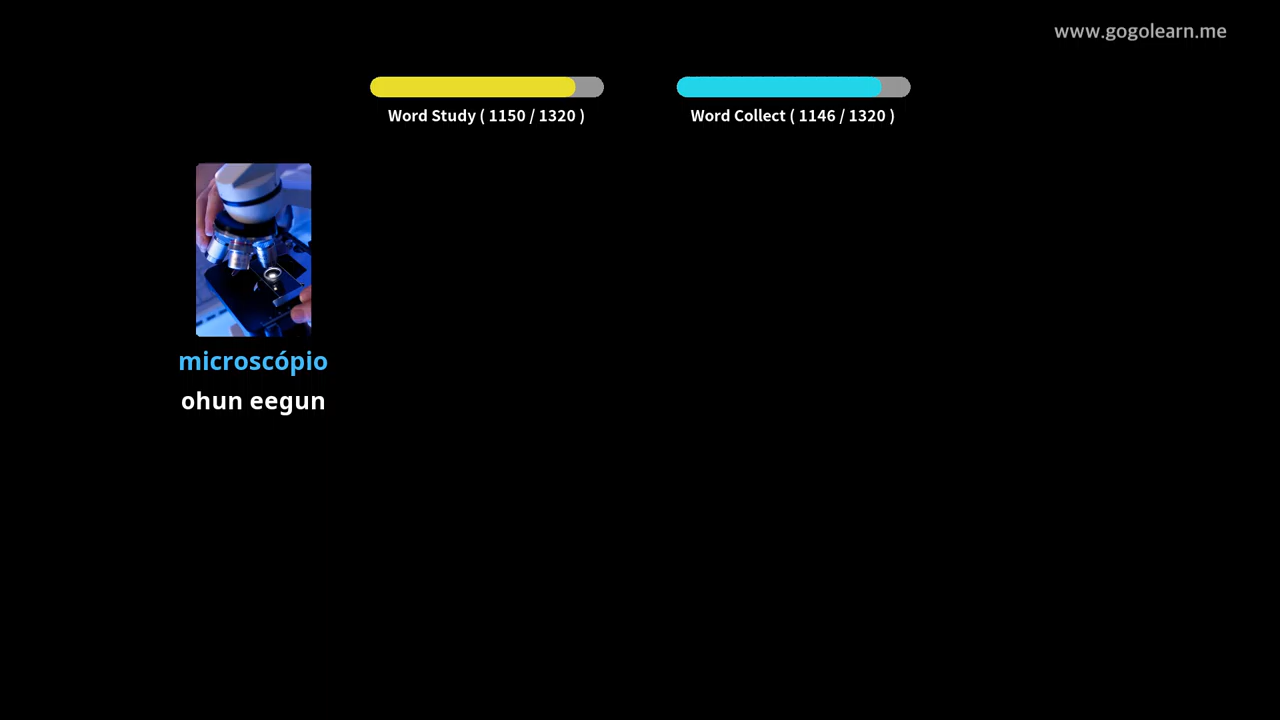 www.gogolearn.me
Word Study ( 1150 / 1320 )
Word Collect ( 1146 / 1320 )
microscópio
ohun eegun